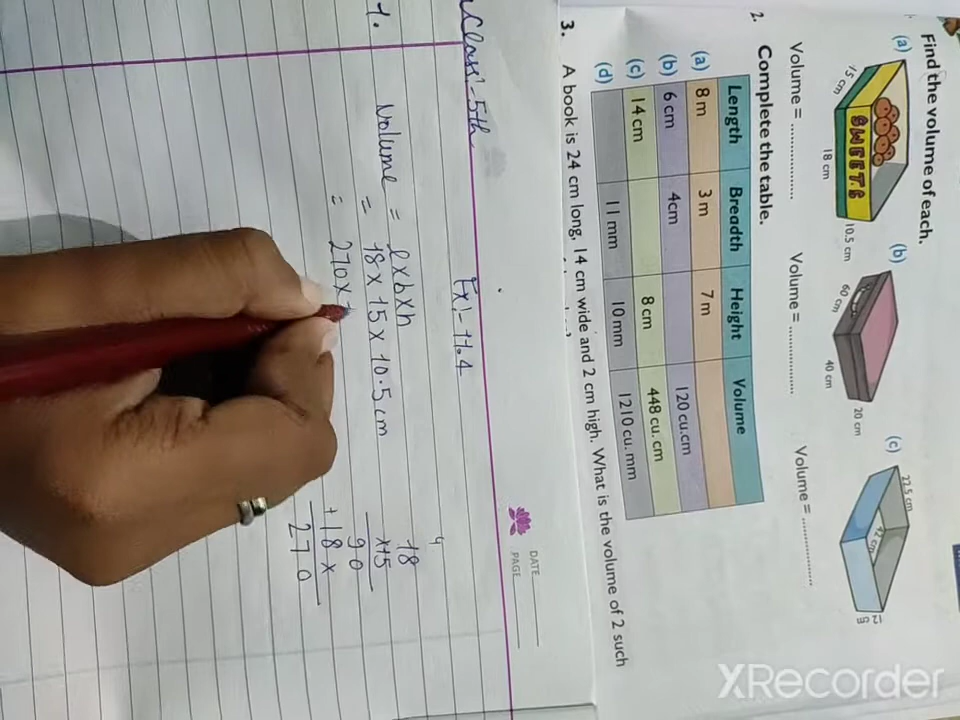 Find the volume of each.
(a)
(b)
(c)
SWEETS
15 cm
18 cm
10.5 cm
60 cm
40 cm
20 cm
22.5 cm
12 cm
Volume = ....................
Volume = ....................
Volume = ....................
2. Complete the table.
Length Breadth Height Volume
(a) 8 m 3 m 7 m
(b) 6 cm 4cm 120 cu.cm
(c) 14 cm 8 cm 448 cu. cm
(d) 11 mm 10 mm 1210 cu. mm
3. A book is 24 cm long, 14 cm wide and 2 cm high. What is the volume of 2 such
DATE
PAGE
Class:-5th
Ex:-11.4
1. Volume = lxbxh
= 18 x 15 x 10.5 cm
= 270 x
4
18
x15
90
+18x
270
XRecorder